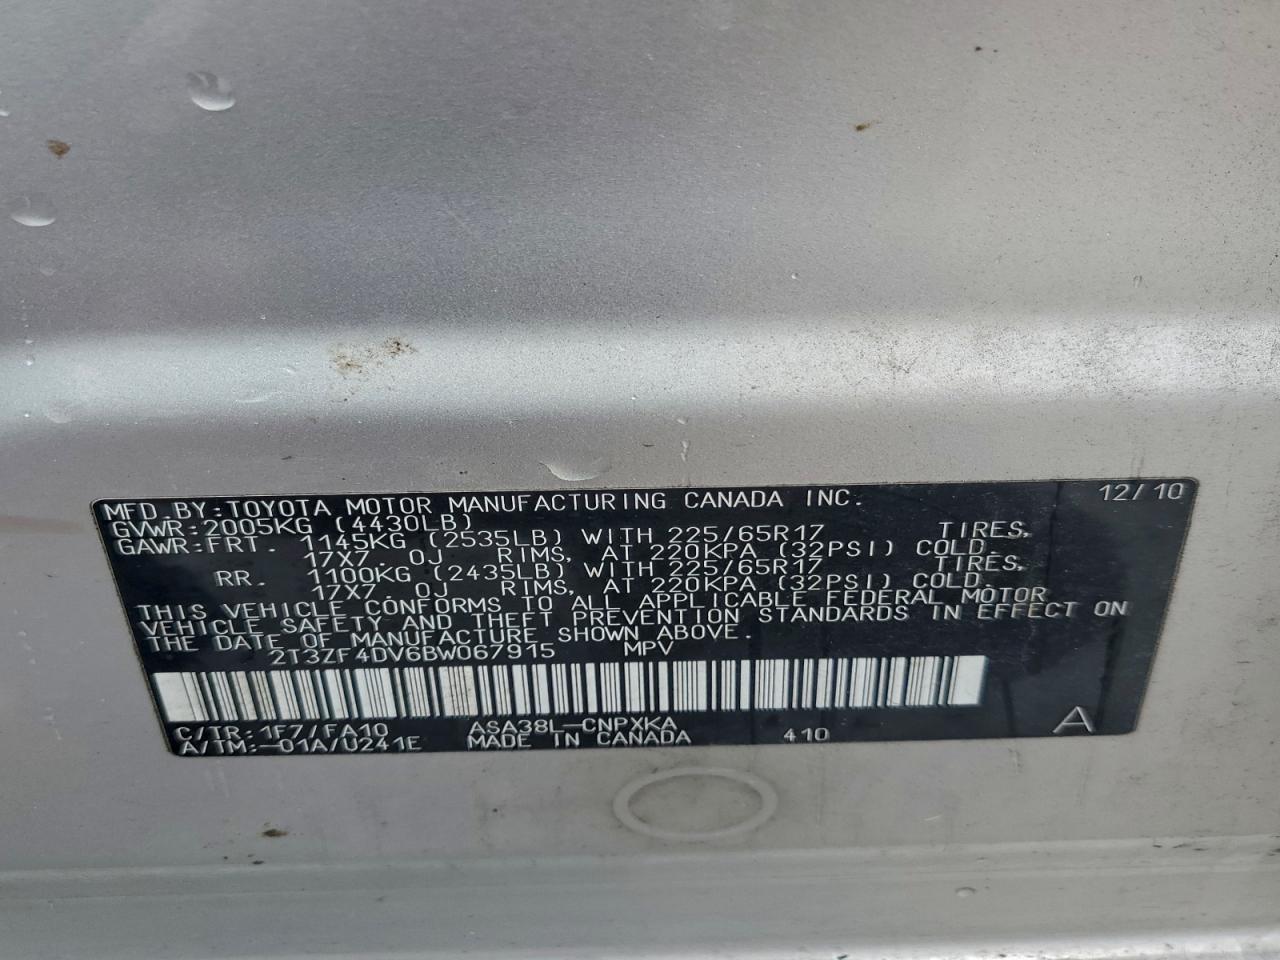 MFD.BY:TOYOTA MOTOR MANUFACTURING CANADA INC. 12/10
GVWR:2005KG (4430LB)
GAWR:FRT. 1145KG (2535LB) WITH 225/65R17 TIRES,
17X7.0J RIMS, AT 220KPA (32PSI) COLD.
RR. 1100KG (2435LB) WITH 225/65R17 TIRES,
17X7.0J RIMS, AT 220KPA (32PSI) COLD.
THIS VEHICLE CONFORMS TO ALL APPLICABLE FEDERAL MOTOR
VEHICLE SAFETY AND THEFT PREVENTION STANDARDS IN EFFECT ON
THE DATE OF MANUFACTURE SHOWN ABOVE.
2T3ZF4DV6BW067915 MPV
C/TR:1F7/FA10 ASA38L-CNPXKA A
A/TM:-01A/U241E MADE IN CANADA 410